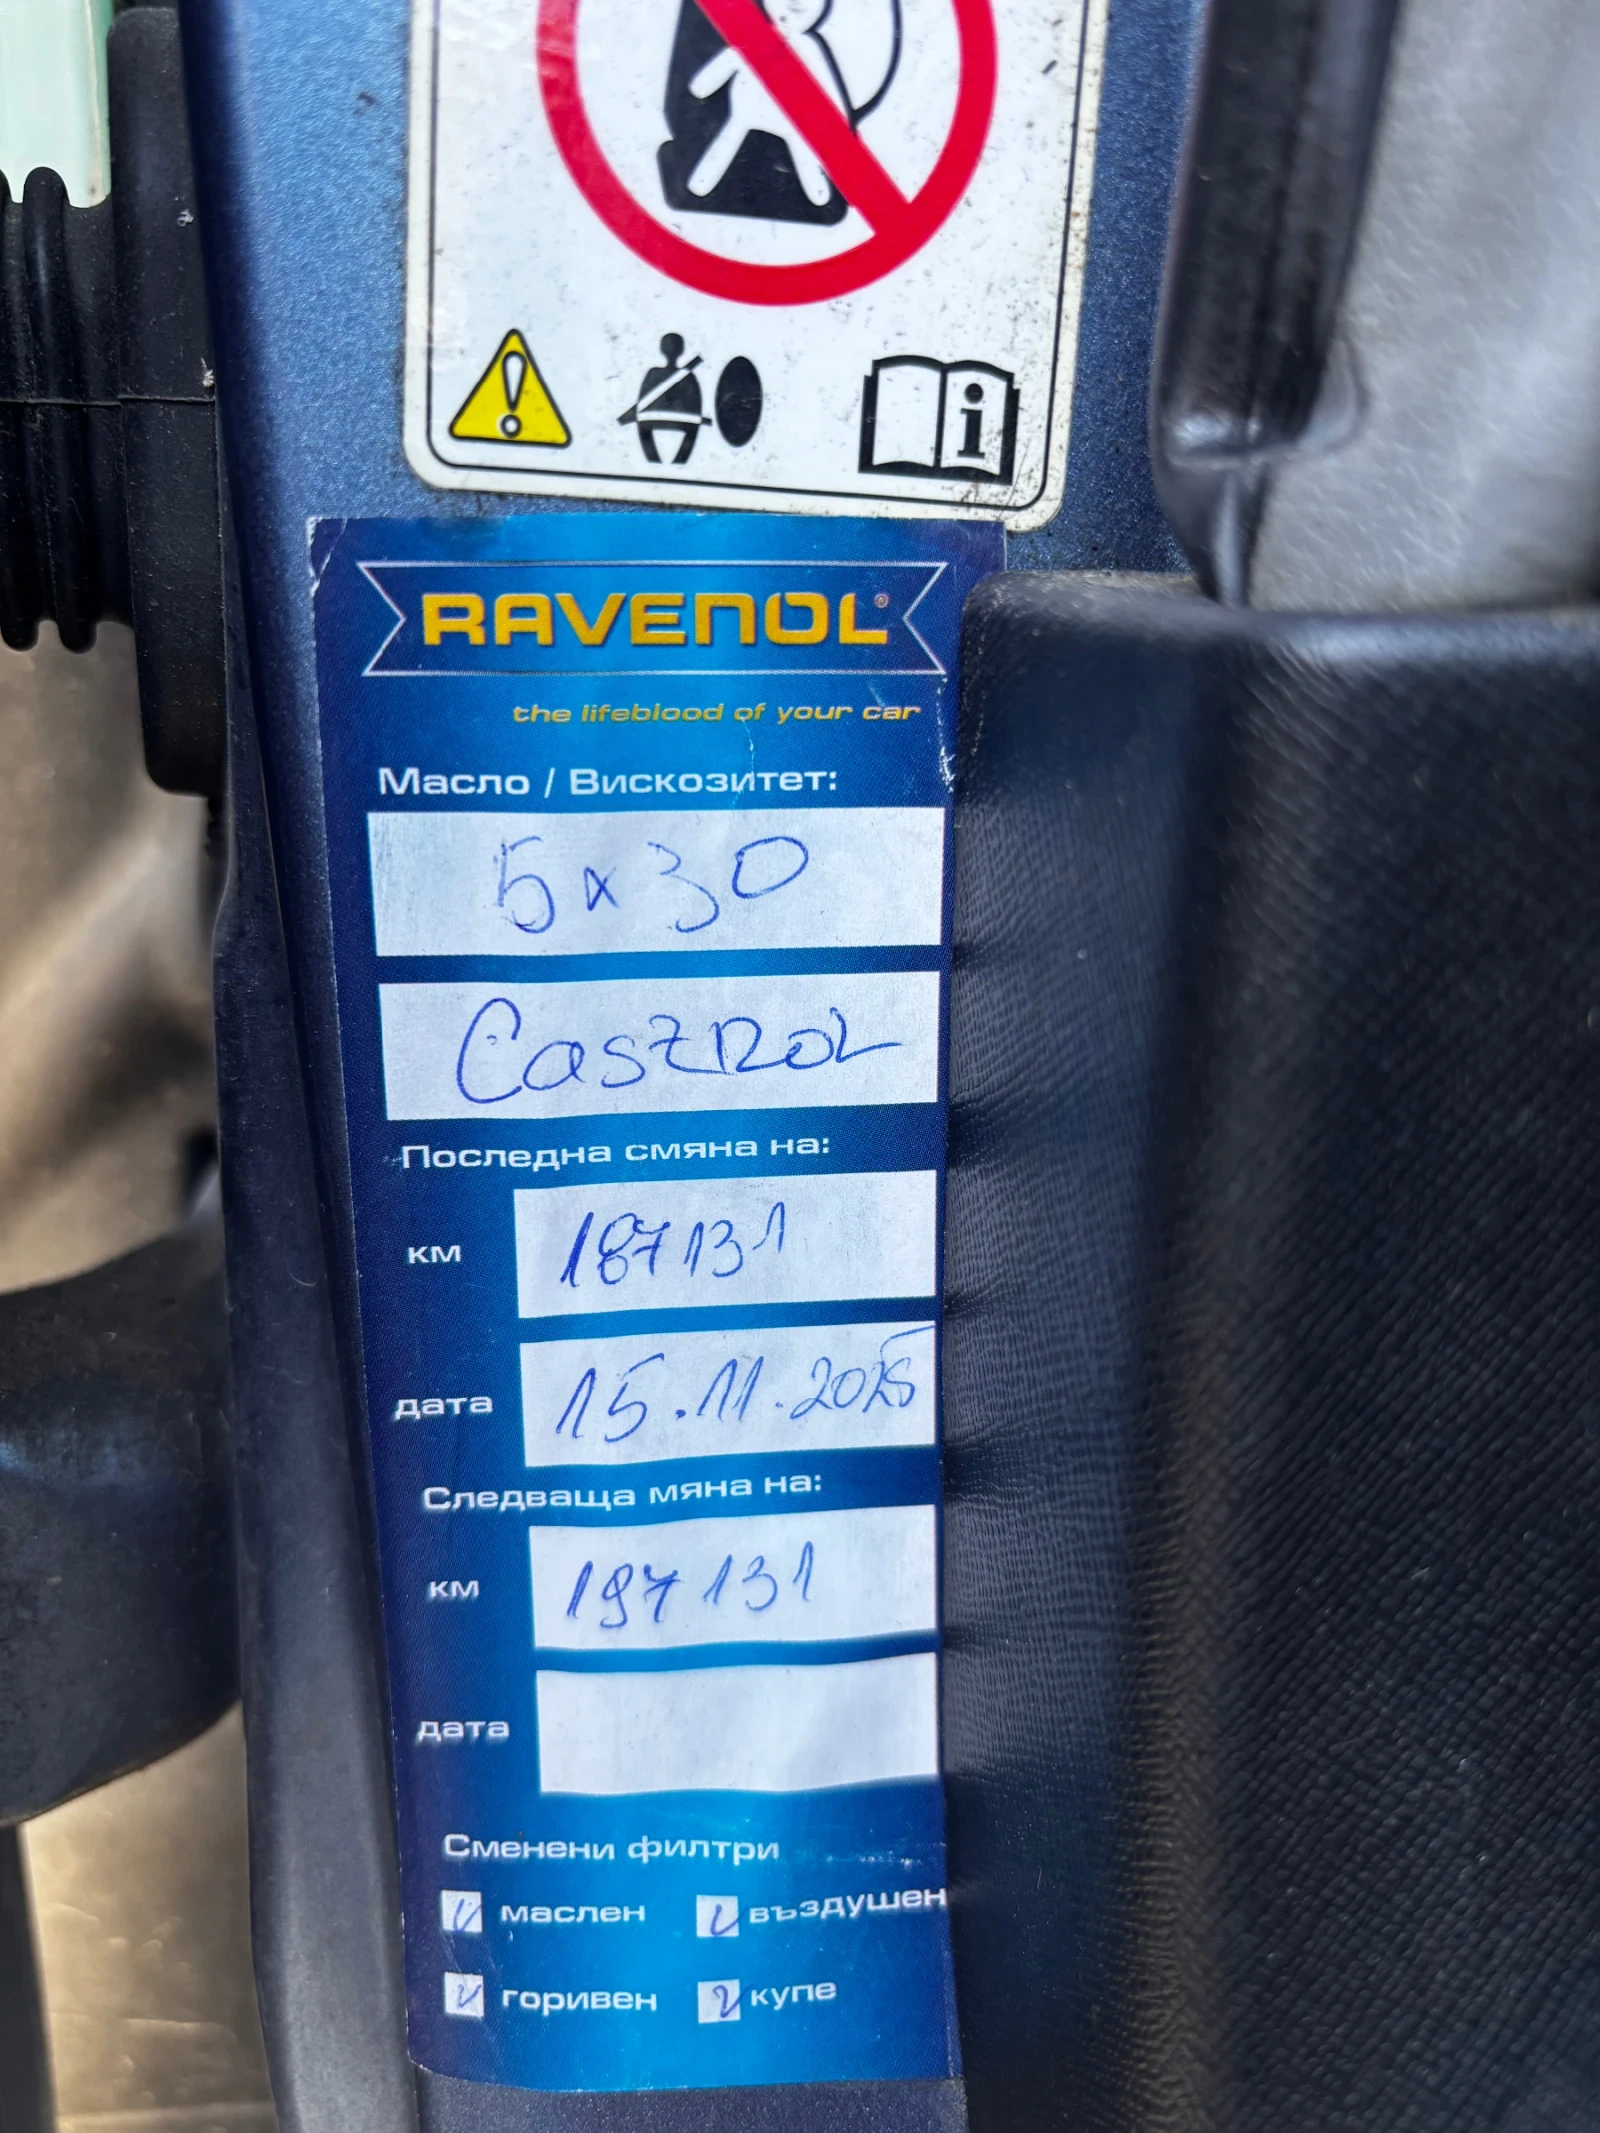 RAVENOL®
the lifeblood of your car
Масло / Вискозитет:
5x30
Castrol
Последна смяна на:
км 187131
дата 15.11.2025
Следваща мяна на:
км 197131
дата
Сменени филтри
маслен въздушен
горивен купе